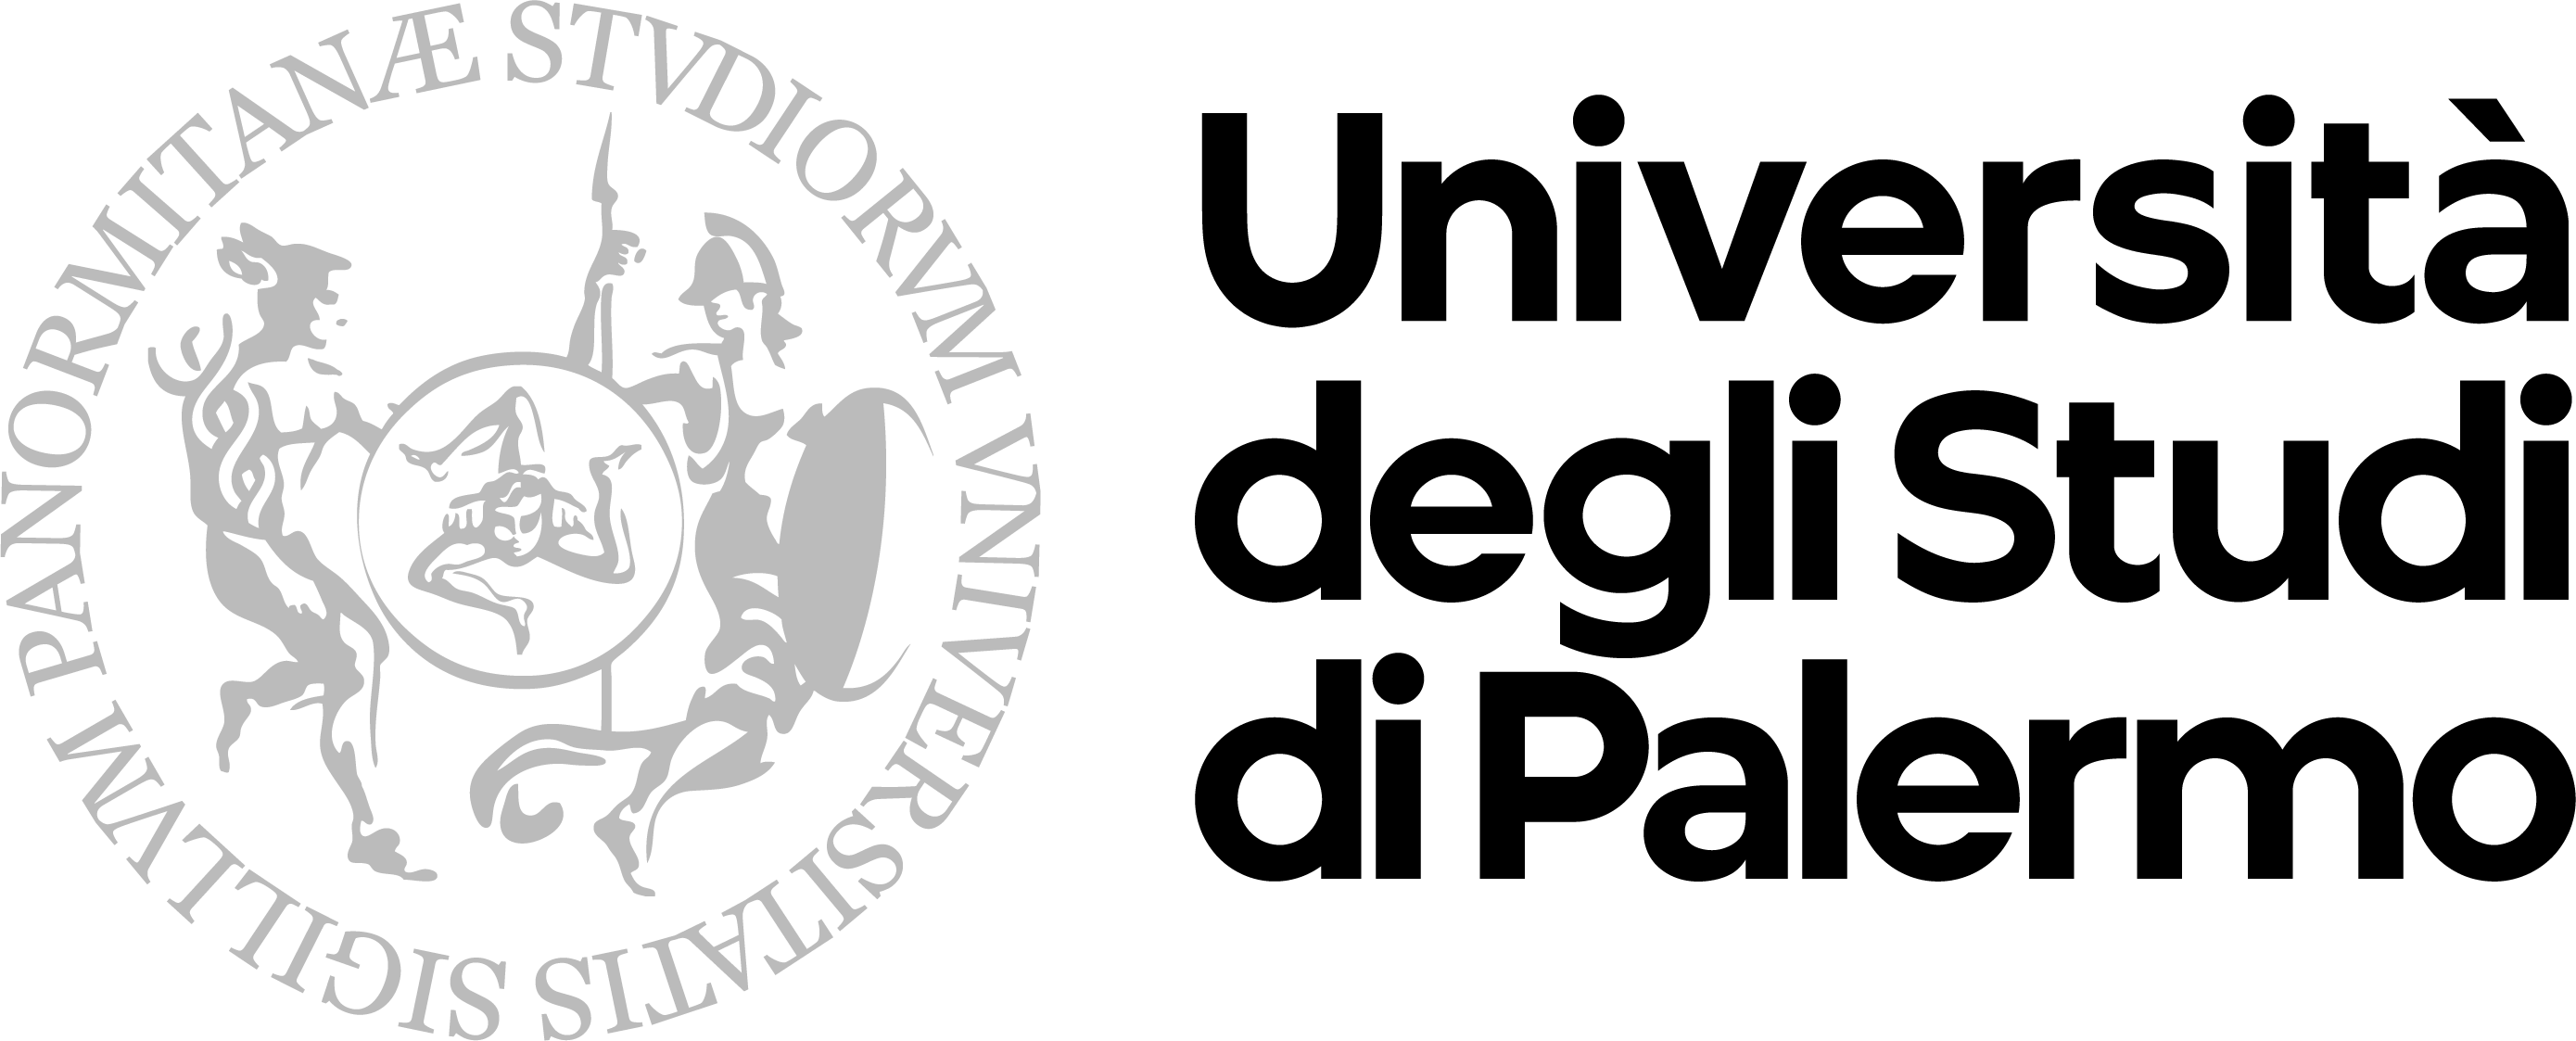 SIGILLVM PANORMITANÆ STVDIORVM VNIVERSITATIS
Università
degli Studi
di Palermo